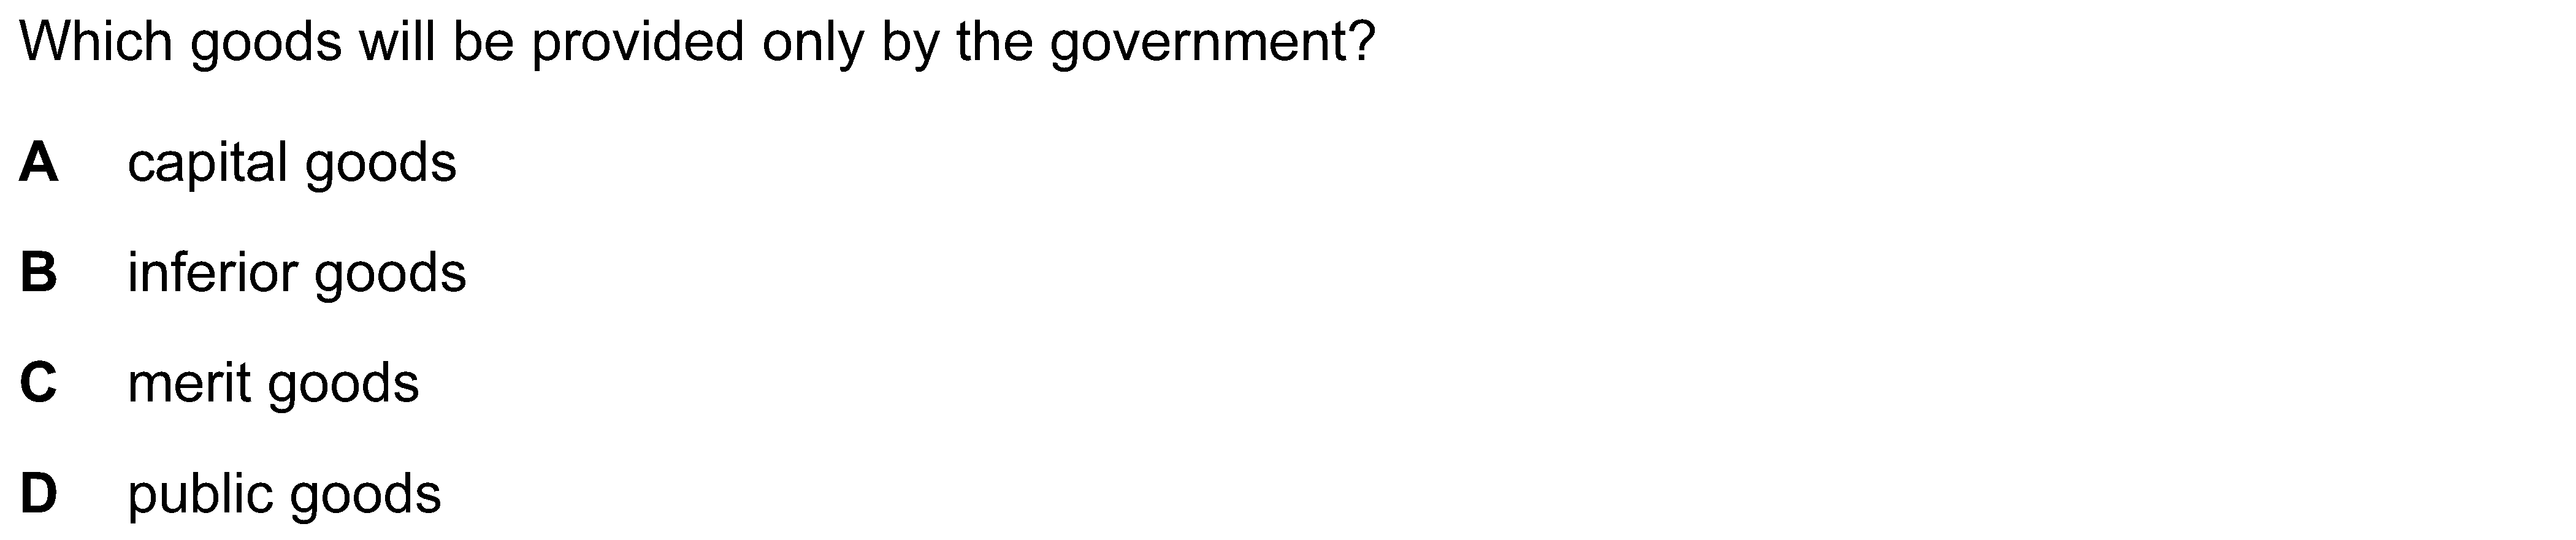 Which goods will be provided only by the government?
A capital goods
B inferior goods
C merit goods
D public goods